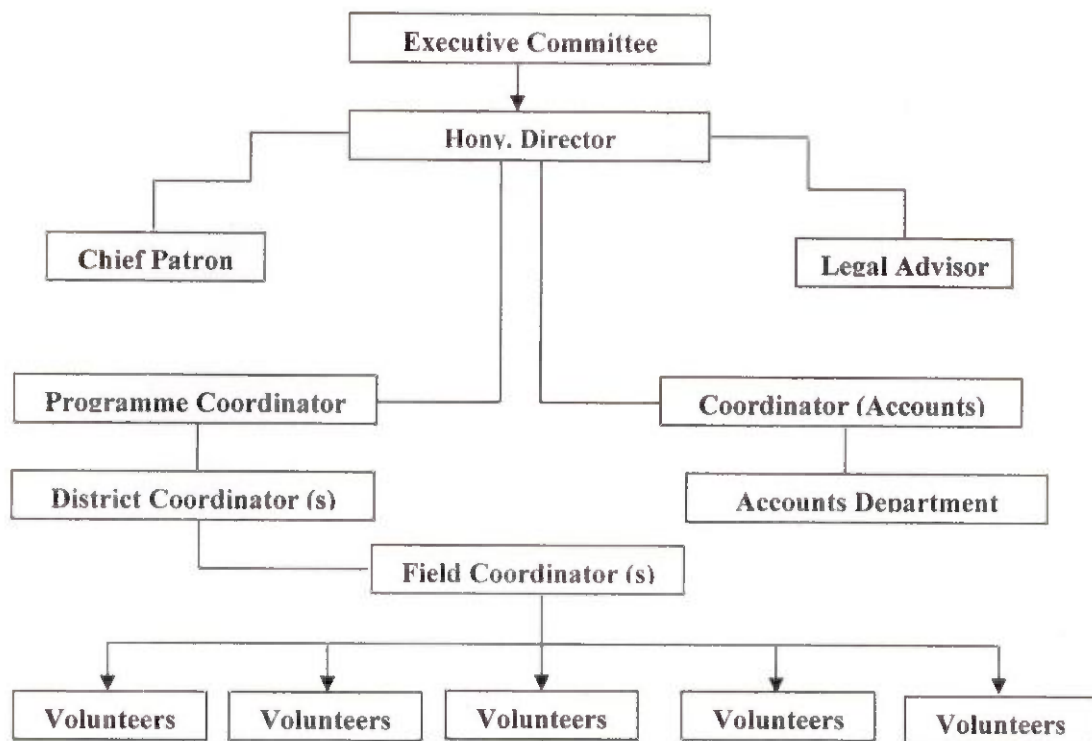 Executive Committee
Hony. Director
Chief Patron
Legal Advisor
Programme Coordinator
Coordinator (Accounts)
District Coordinator (s)
Accounts Department
Field Coordinator (s)
Volunteers
Volunteers
Volunteers
Volunteers
Volunteers